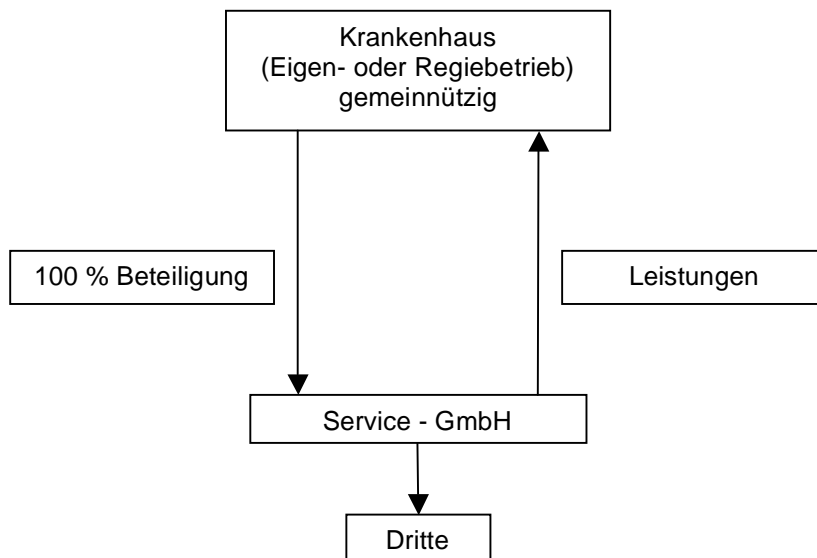 Krankenhaus
(Eigen- oder Regiebetrieb)
gemeinnützig
100 % Beteiligung
Leistungen
Service - GmbH
Dritte